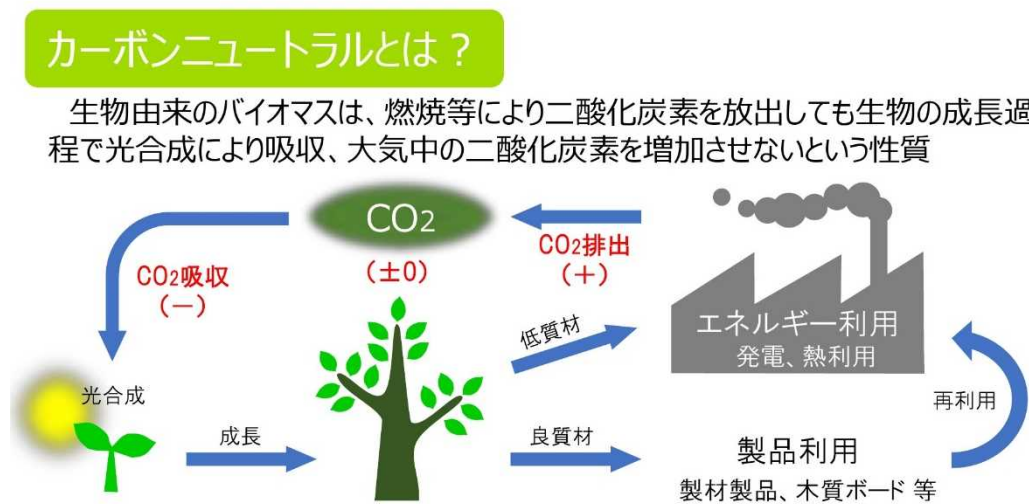 カーボンニュートラルとは？
生物由来のバイオマスは、燃焼等により二酸化炭素を放出しても生物の成長過
程で光合成により吸収、大気中の二酸化炭素を増加させないという性質
CO2
CO2排出
（＋）
（±0）
CO2吸収
（－）
低質材
エネルギー利用
発電、熱利用
光合成
再利用
成長
良質材
製品利用
製材製品、木質ボード 等